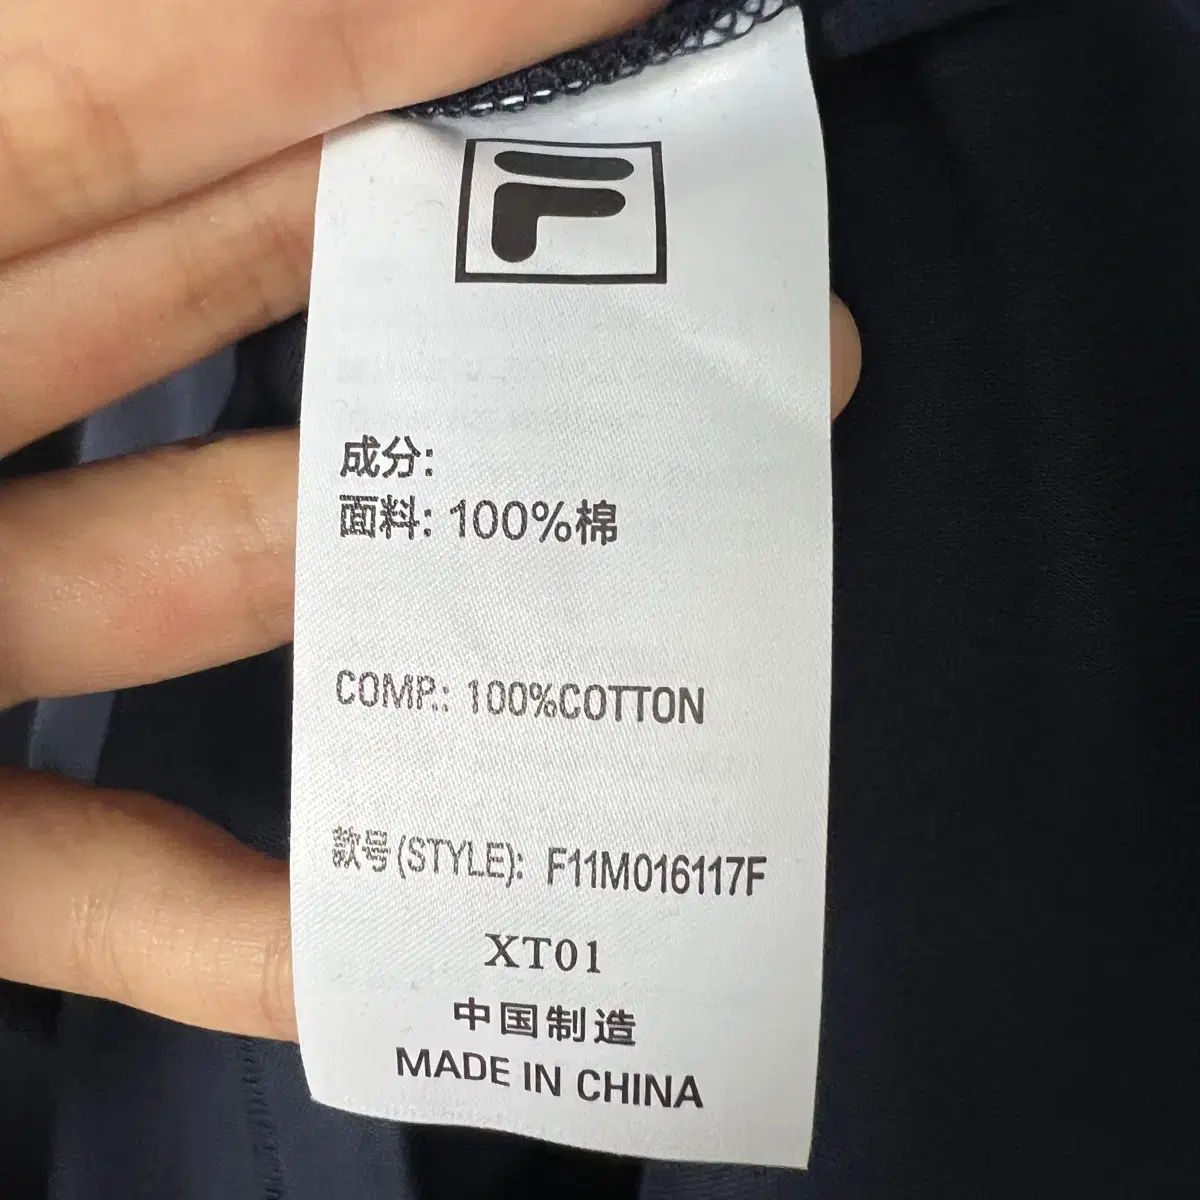 F
成分:
面料: 100%棉
COMP.: 100%COTTON
款号(STYLE): F11M016117F
XT01
中国制造
MADE IN CHINA